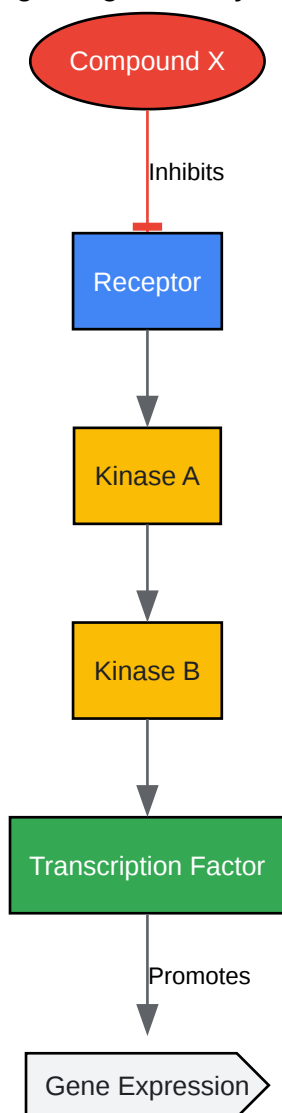 Compound X
Inhibits
Receptor
Kinase A
Kinase B
Transcription Factor
Promotes
Gene Expression